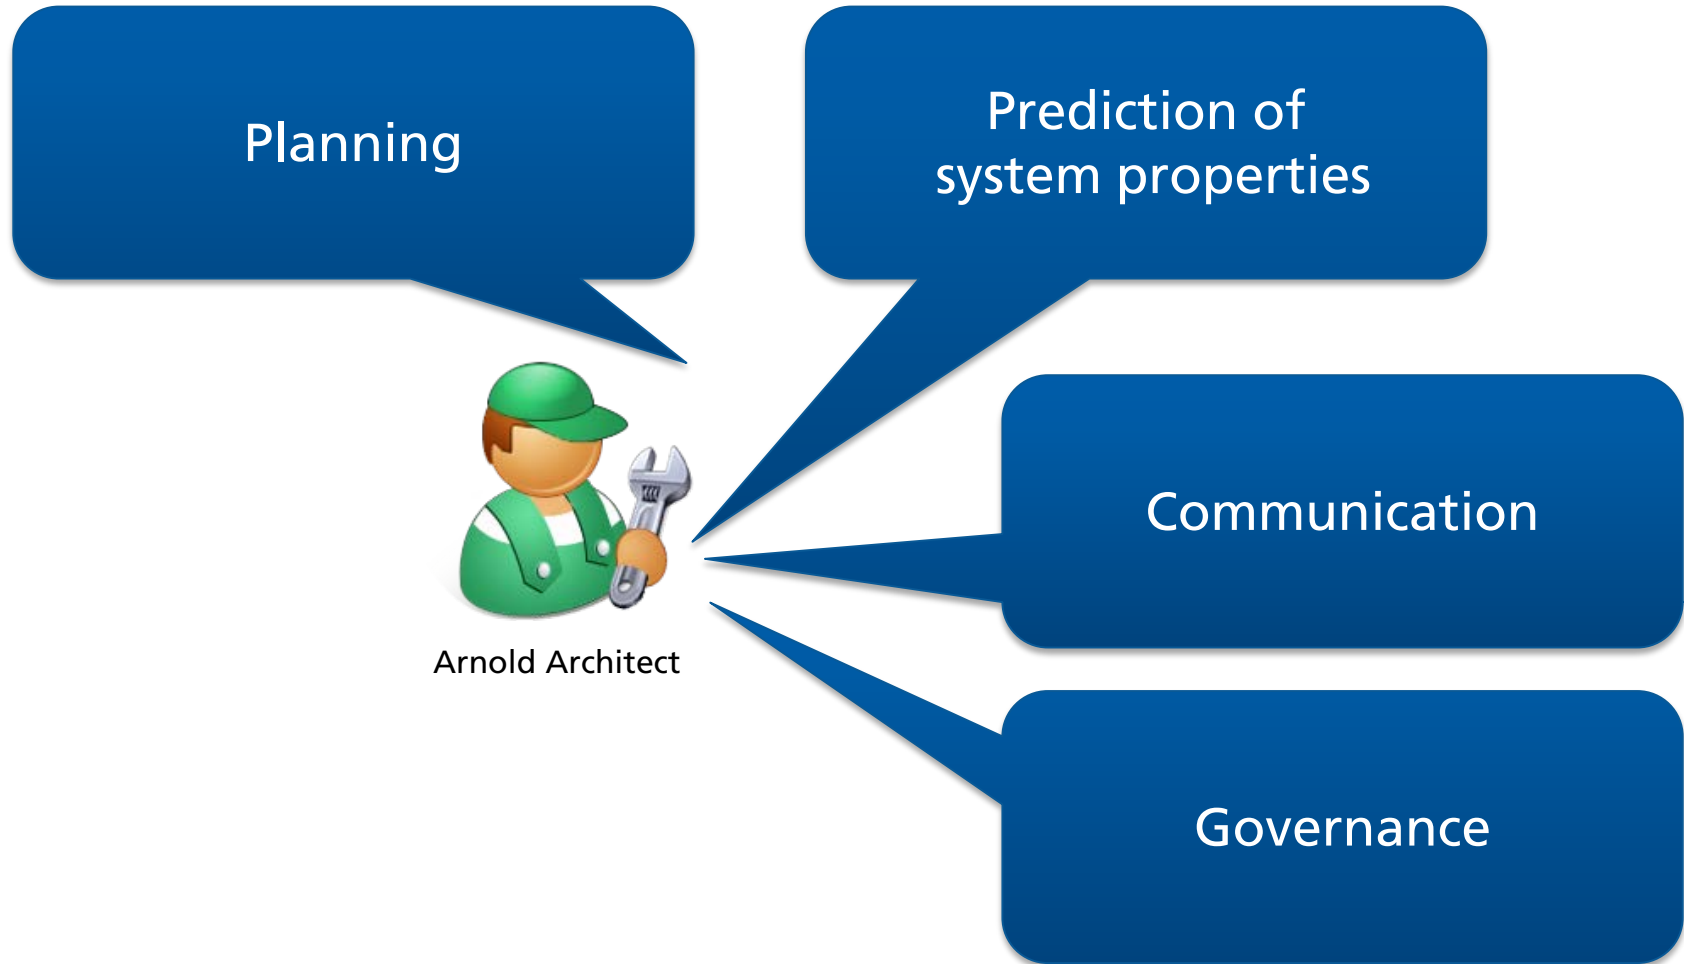 Planning
Prediction of
system properties
Communication
Arnold Architect
Governance